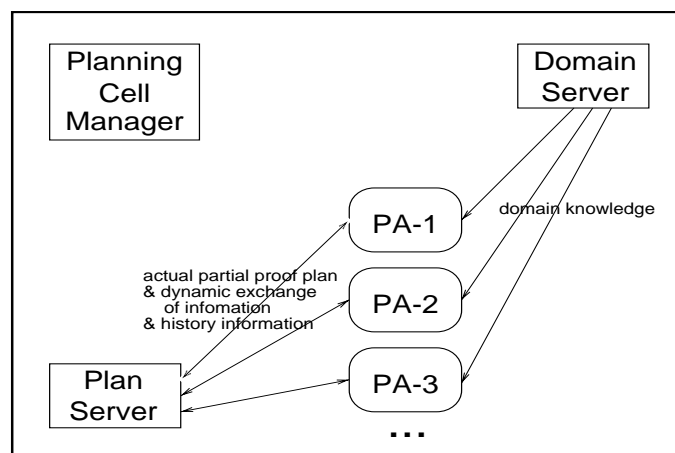 Planning
Cell
Manager
Domain
Server
PA-1
domain knowledge
actual partial proof plan
& dynamic exchange
of infomation
& history information
PA-2
Plan
Server
PA-3
...